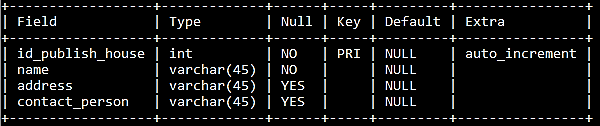 +------------------+-------------+------+-----+---------+----------------+
| Field            | Type        | Null | Key | Default | Extra          |
+------------------+-------------+------+-----+---------+----------------+
| id_publish_house | int         | NO   | PRI | NULL    | auto_increment |
| name             | varchar(45) | NO   |     | NULL    |                |
| address          | varchar(45) | YES  |     | NULL    |                |
| contact_person   | varchar(45) | YES  |     | NULL    |                |
+------------------+-------------+------+-----+---------+----------------+